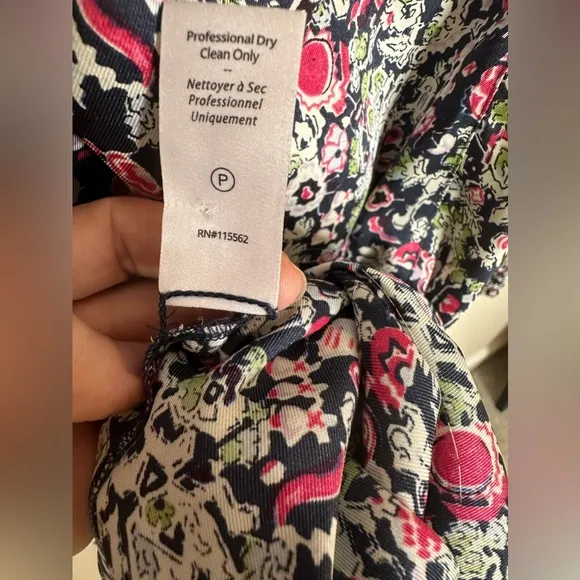 Professional Dry
Clean Only
--
Nettoyer à Sec
Professionnel
Uniquement
P
RN#115562